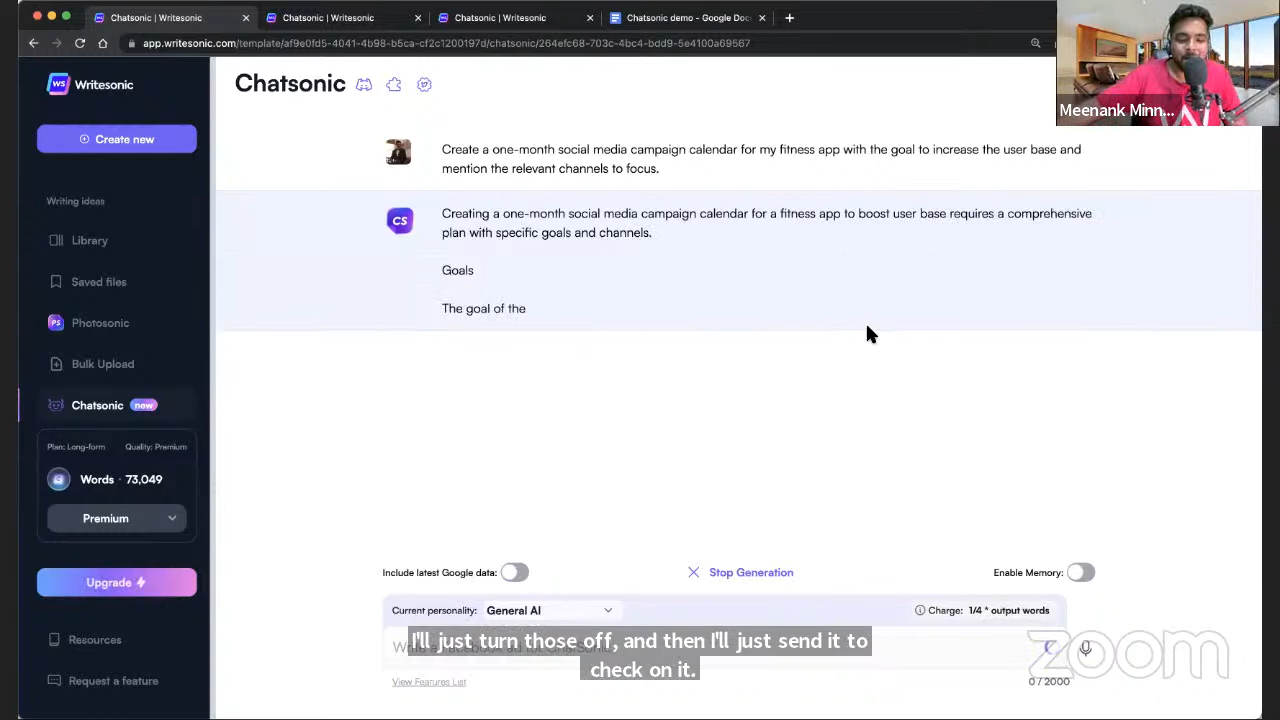 Chatsonic | Writesonic
Chatsonic | Writesonic
Chatsonic | Writesonic
Chatsonic demo - Google Doc
app.writesonic.com/template/af9e0fd5-4041-4b98-b5ca-cf2c1200197d/chatsonic/264efc68-703c-4bc4-bdd9-5e4100a69567
Meenank Minn...
WS Writesonic
Chatsonic
Create new
Create a one-month social media campaign calendar for my fitness app with the goal to increase the user base and
mention the relevant channels to focus.
Writing ideas
CS
Creating a one-month social media campaign calendar for a fitness app to boost user base requires a comprehensive
plan with specific goals and channels.
Library
Goals
Saved files
The goal of the
PS Photosonic
Bulk Upload
Chatsonic new
Plan: Long-form Quality: Premium
Words · 73,049
Premium
Include latest Google data:
Stop Generation
Enable Memory:
Upgrade
Current personality: General AI
Charge: 1/4 * output words
Resources
I'll just turn those off, and then I'll just send it to
check on it.
zoom
Request a feature
View Features List
0 / 2000